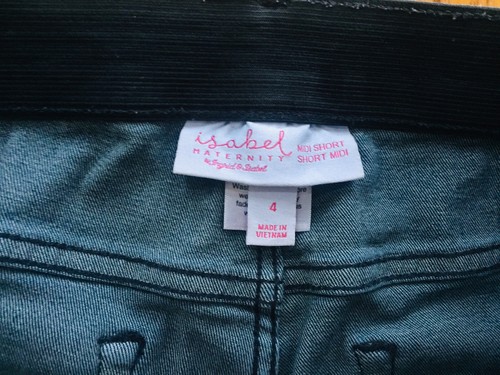 isabel
MATERNITY
by Ingrid & Isabel
MIDI SHORT
SHORT MIDI
4
MADE IN
VIETNAM